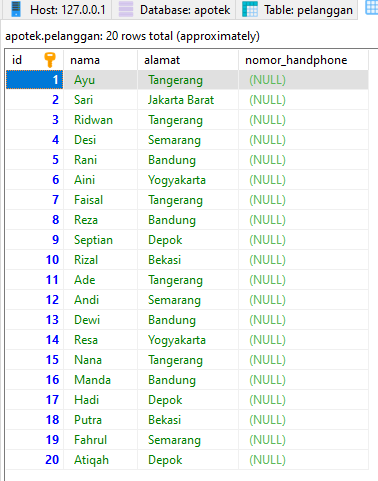 Host: 127.0.0.1 Database: apotek Table: pelanggan
apotek.pelanggan: 20 rows total (approximately)
id nama alamat nomor_handphone
1 Ayu Tangerang (NULL)
2 Sari Jakarta Barat (NULL)
3 Ridwan Tangerang (NULL)
4 Desi Semarang (NULL)
5 Rani Bandung (NULL)
6 Aini Yogyakarta (NULL)
7 Faisal Tangerang (NULL)
8 Reza Bandung (NULL)
9 Septian Depok (NULL)
10 Rizal Bekasi (NULL)
11 Ade Tangerang (NULL)
12 Andi Semarang (NULL)
13 Dewi Bandung (NULL)
14 Resa Yogyakarta (NULL)
15 Nana Tangerang (NULL)
16 Manda Bandung (NULL)
17 Hadi Depok (NULL)
18 Putra Bekasi (NULL)
19 Fahrul Semarang (NULL)
20 Atiqah Depok (NULL)